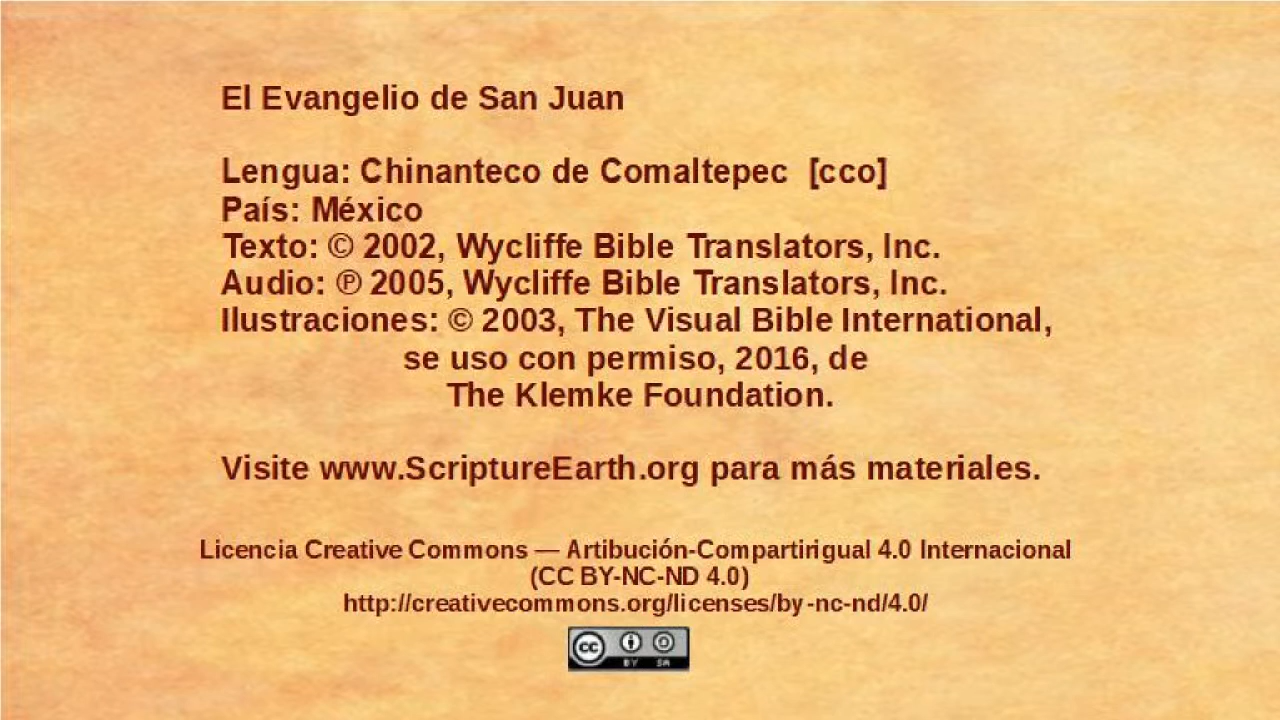 El Evangelio de San Juan
Lengua: Chinanteco de Comaltepec [cco]
País: México
Texto: © 2002, Wycliffe Bible Translators, Inc.
Audio: ℗ 2005, Wycliffe Bible Translators, Inc.
Ilustraciones: © 2003, The Visual Bible International,
se uso con permiso, 2016, de
The Klemke Foundation.
Visite www.ScriptureEarth.org para más materiales.
Licencia Creative Commons — Artibución-Compartirigual 4.0 Internacional
(CC BY-NC-ND 4.0)
http://creativecommons.org/licenses/by-nc-nd/4.0/
cc
BY SA